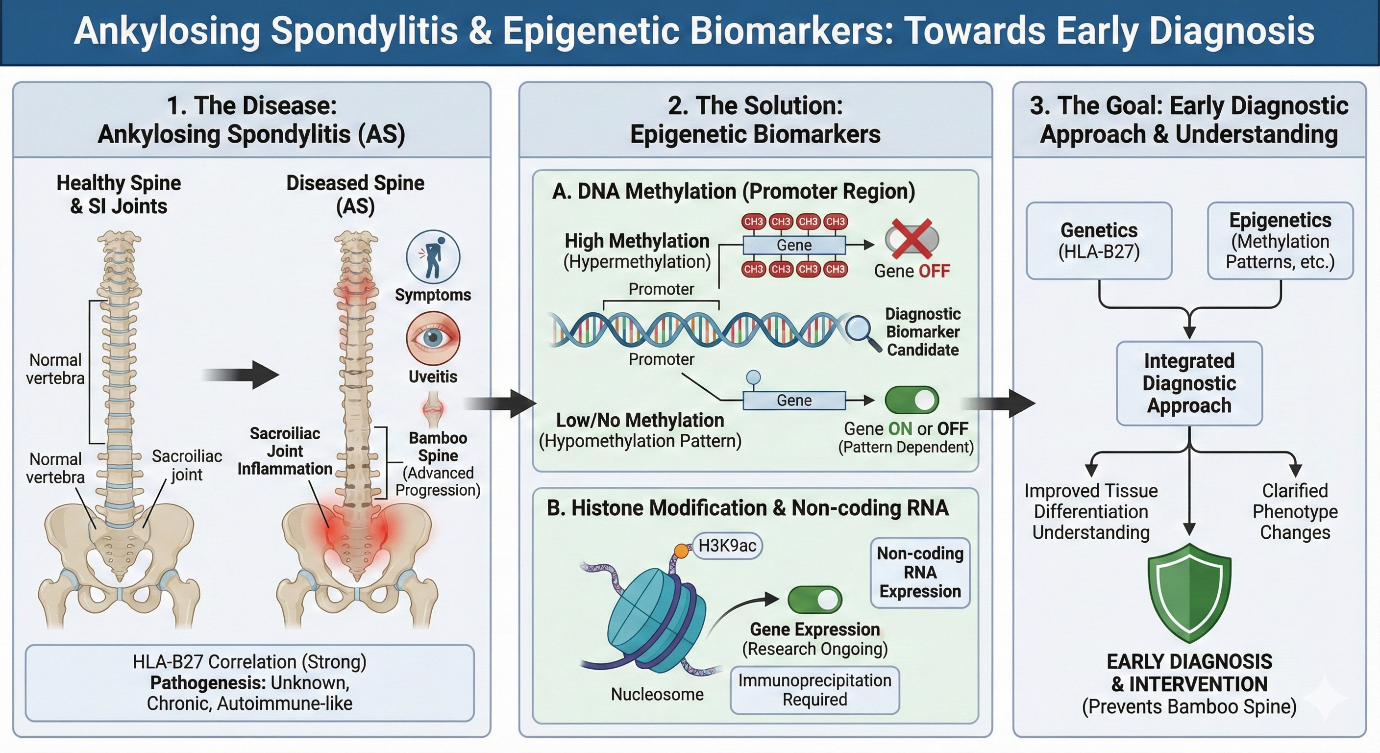 Ankylosing Spondylitis & Epigenetic Biomarkers: Towards Early Diagnosis
1. The Disease:
Ankylosing Spondylitis (AS)
Healthy Spine
& SI Joints
Diseased Spine
(AS)
Symptoms
Uveitis
Normal
vertebra
Bamboo
Spine
(Advanced
Progression)
Sacroiliac
Joint
Inflammation
Normal
vertebra
Sacroiliac
joint
HLA-B27 Correlation (Strong)
Pathogenesis: Unknown,
Chronic, Autoimmune-like
2. The Solution:
Epigenetic Biomarkers
A. DNA Methylation (Promoter Region)
High Methylation
(Hypermethylation)
CH3 CH3 CH3 CH3
Gene
CH3 CH3 CH3 CH3
Gene OFF
Promoter
Diagnostic
Biomarker
Candidate
Promoter
Gene
Low/No Methylation
(Hypomethylation Pattern)
Gene ON or OFF
(Pattern Dependent)
B. Histone Modification & Non-coding RNA
H3K9ac
Non-coding
RNA
Expression
Gene Expression
(Research Ongoing)
Nucleosome
Immunoprecipitation
Required
3. The Goal: Early Diagnostic
Approach & Understanding
Genetics
(HLA-B27)
Epigenetics
(Methylation
Patterns, etc.)
Integrated
Diagnostic
Approach
Improved Tissue
Differentiation
Understanding
Clarified
Phenotype
Changes
EARLY DIAGNOSIS
& INTERVENTION
(Prevents Bamboo Spine)